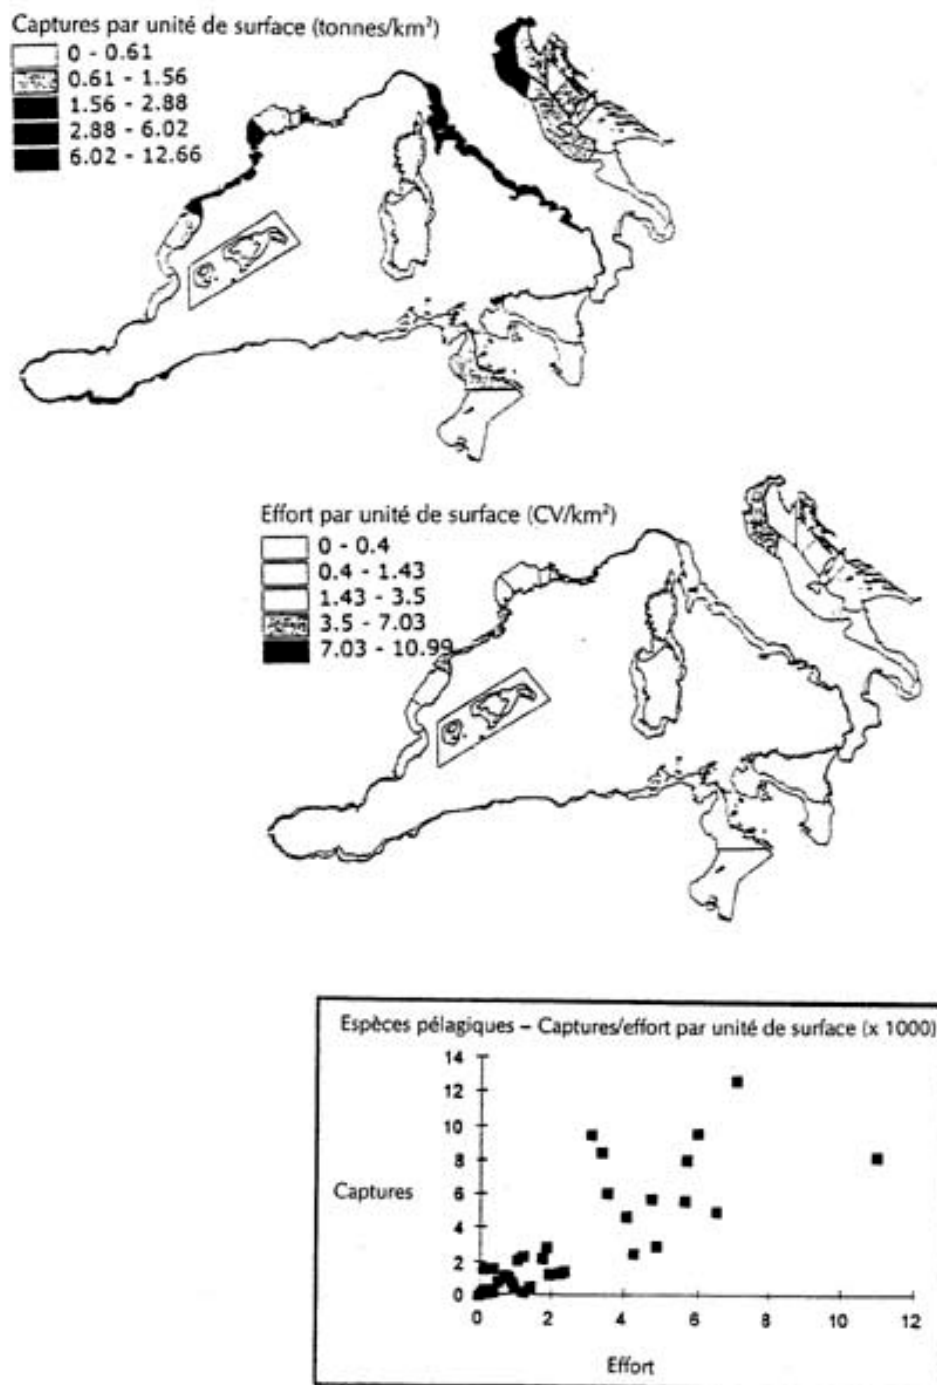 Captures par unité de surface (tonnes/km²)
0 - 0.61
0.61 - 1.56
1.56 - 2.88
2.88 - 6.02
6.02 - 12.66
Effort par unité de surface (CV/km²)
0 - 0.4
0.4 - 1.43
1.43 - 3.5
3.5 - 7.03
7.03 - 10.99
Espèces pélagiques – Captures/effort par unité de surface (x 1000)
14
12
10
8
6
4
2
0
Captures
0 2 4 6 8 10 12
Effort